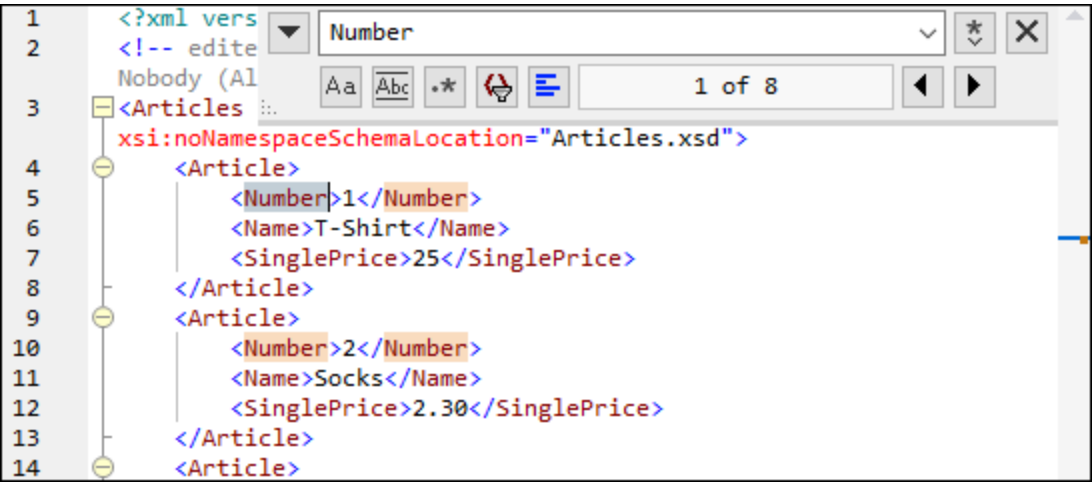 1 <?xml vers
Number
2 <!-- edite
Nobody (Al
Aa Abc .* 1 of 8
3 <Articles
xsi:noNamespaceSchemaLocation="Articles.xsd">
4 <Article>
5 <Number>1</Number>
6 <Name>T-Shirt</Name>
7 <SinglePrice>25</SinglePrice>
8 </Article>
9 <Article>
10 <Number>2</Number>
11 <Name>Socks</Name>
12 <SinglePrice>2.30</SinglePrice>
13 </Article>
14 <Article>